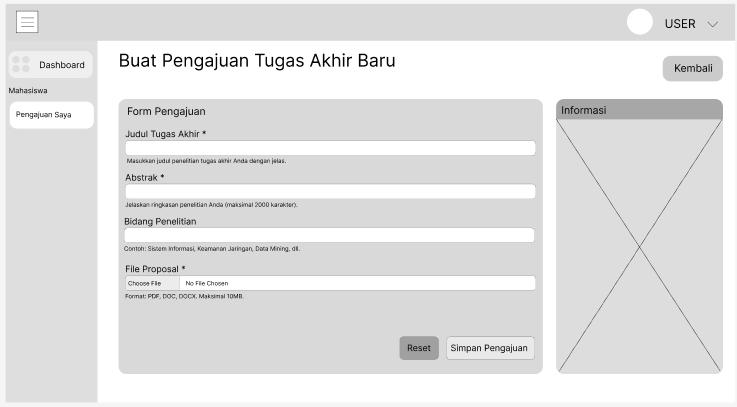 USER
Dashboard
Mahasiswa
Pengajuan Saya
Buat Pengajuan Tugas Akhir Baru
Kembali
Form Pengajuan
Judul Tugas Akhir *
Masukkan judul penelitian tugas akhir Anda dengan jelas.
Abstrak *
Jelaskan ringkasan penelitian Anda (maksimal 2000 karakter).
Bidang Penelitian
Contoh: Sistem Informasi, Keamanan Jaringan, Data Mining, dll.
File Proposal *
Choose File No File Chosen
Format: PDF, DOC, DOCX. Maksimal 10MB.
Reset Simpan Pengajuan
Informasi